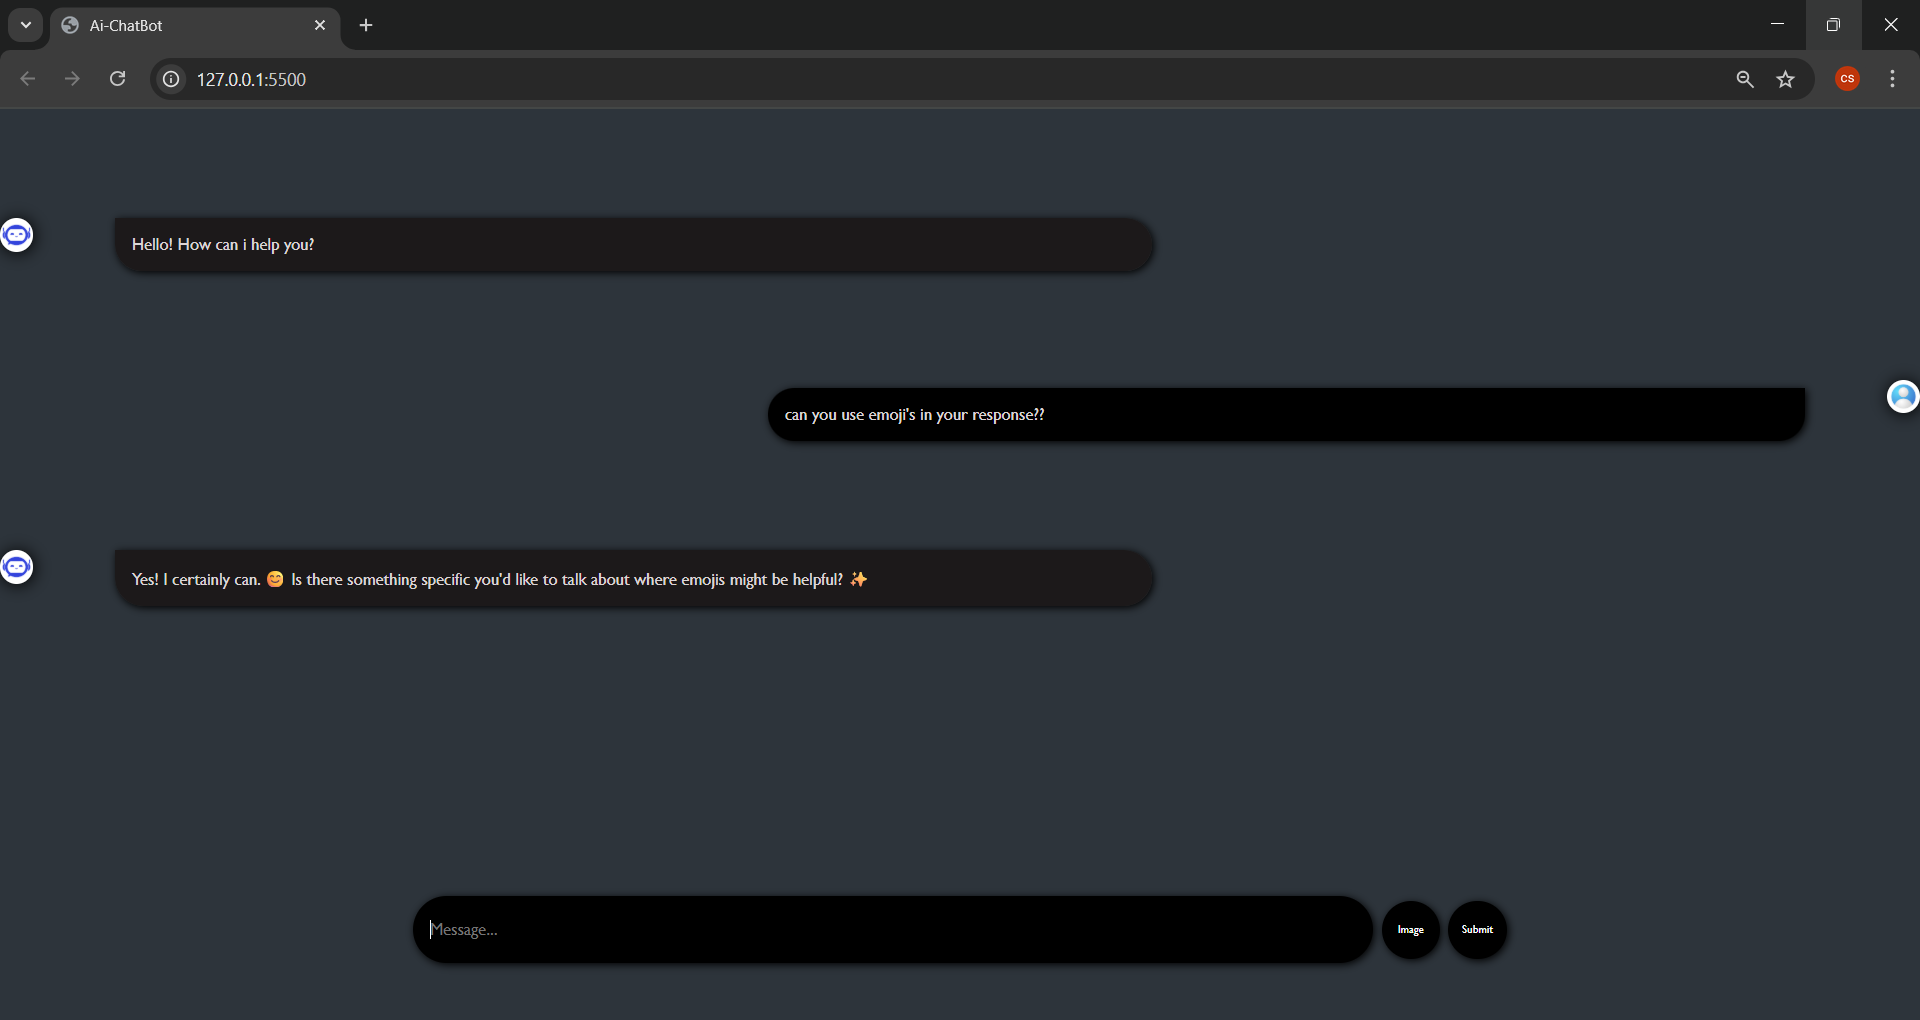 Ai-ChatBot
127.0.0.1:5500
CS
Hello! How can i help you?
can you use emoji's in your response??
Yes! I certainly can. 😊 Is there something specific you'd like to talk about where emojis might be helpful? ✨
Message...
Image
Submit